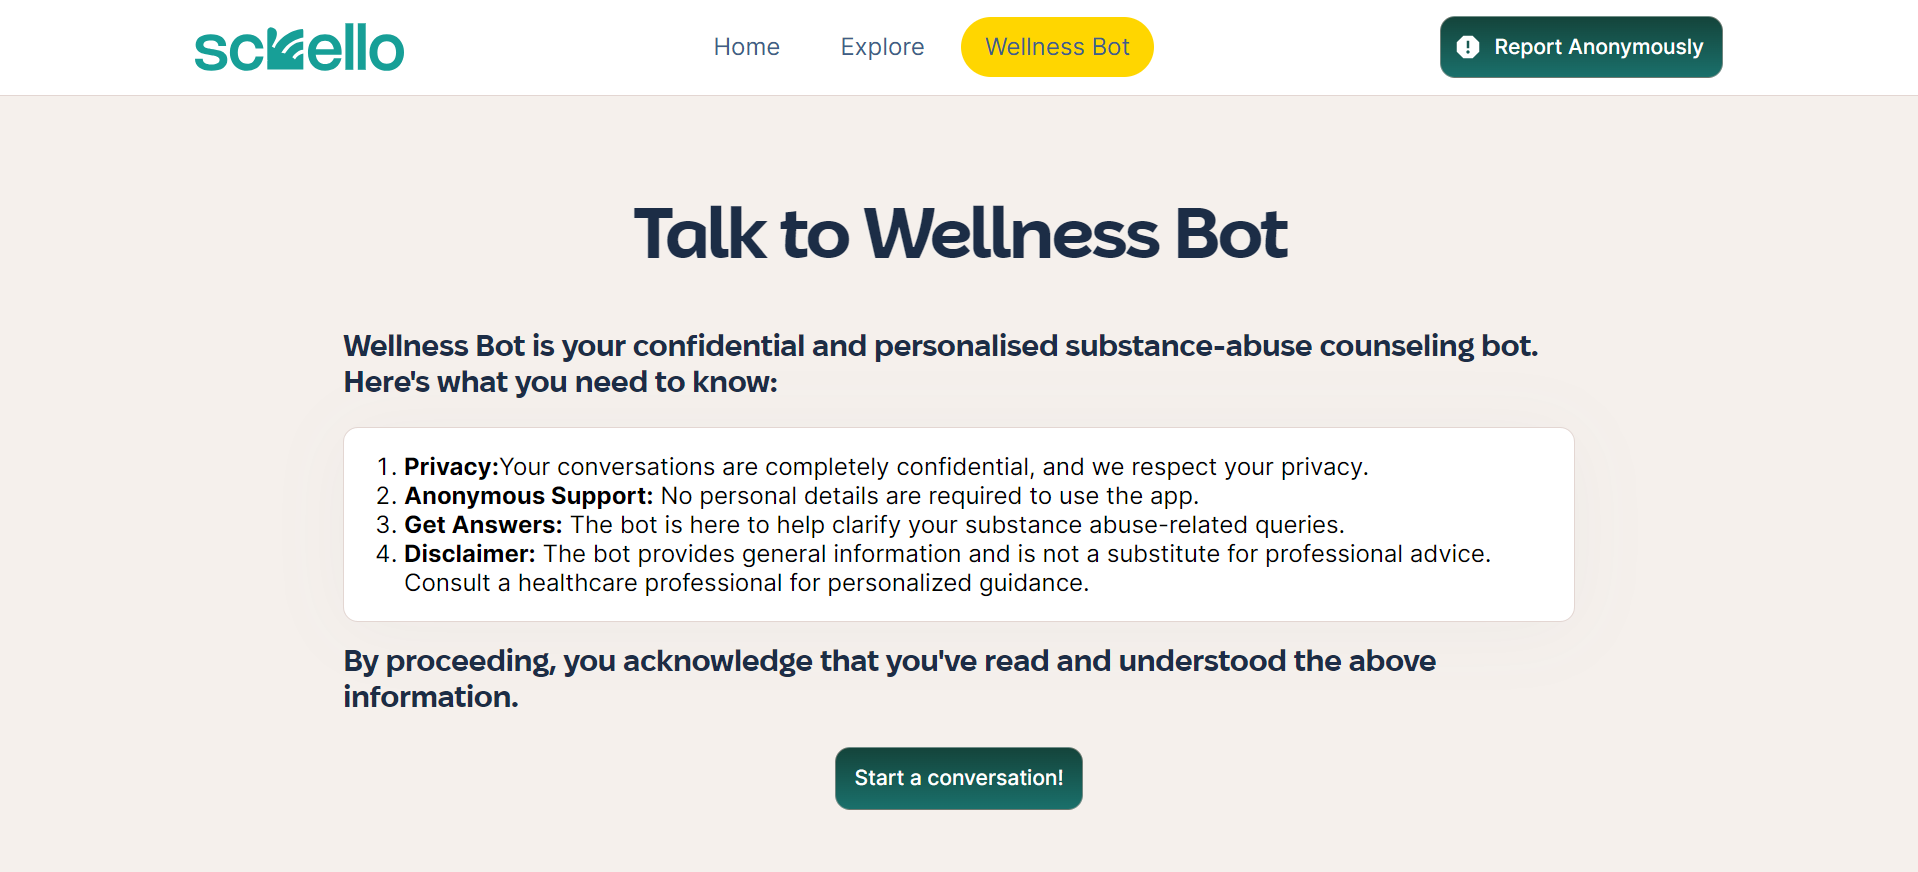 Home
Explore
Wellness Bot
Report Anonymously
Talk to Wellness Bot
Wellness Bot is your confidential and personalised substance-abuse counseling bot.
Here's what you need to know:
1. Privacy:Your conversations are completely confidential, and we respect your privacy.
2. Anonymous Support: No personal details are required to use the app.
3. Get Answers: The bot is here to help clarify your substance abuse-related queries.
4. Disclaimer: The bot provides general information and is not a substitute for professional advice.
Consult a healthcare professional for personalized guidance.
By proceeding, you acknowledge that you've read and understood the above
information.
Start a conversation!